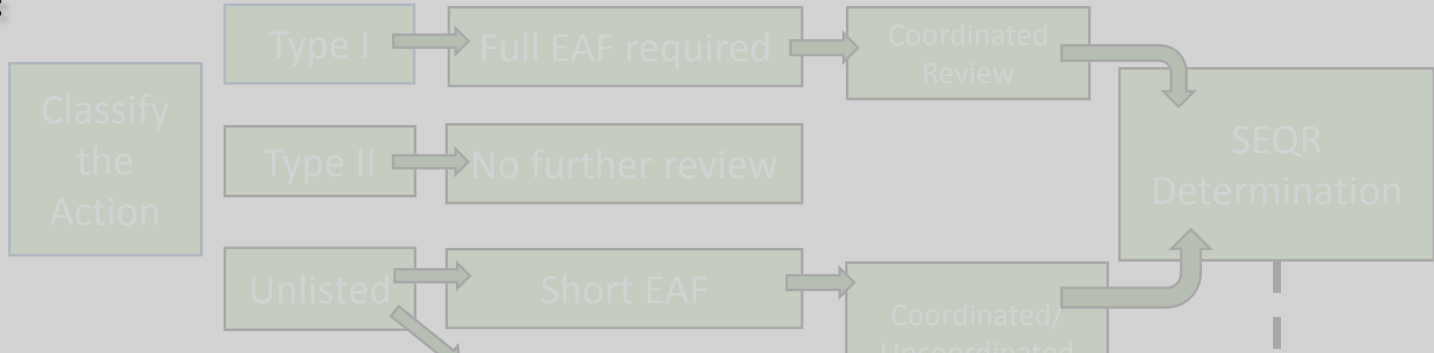 Classify
the
Action
Type I
Full EAF required
Coordinated
Review
Type II
No further review
SEQR
Determination
Unlisted
Short EAF
Coordinated/
Uncoordinated